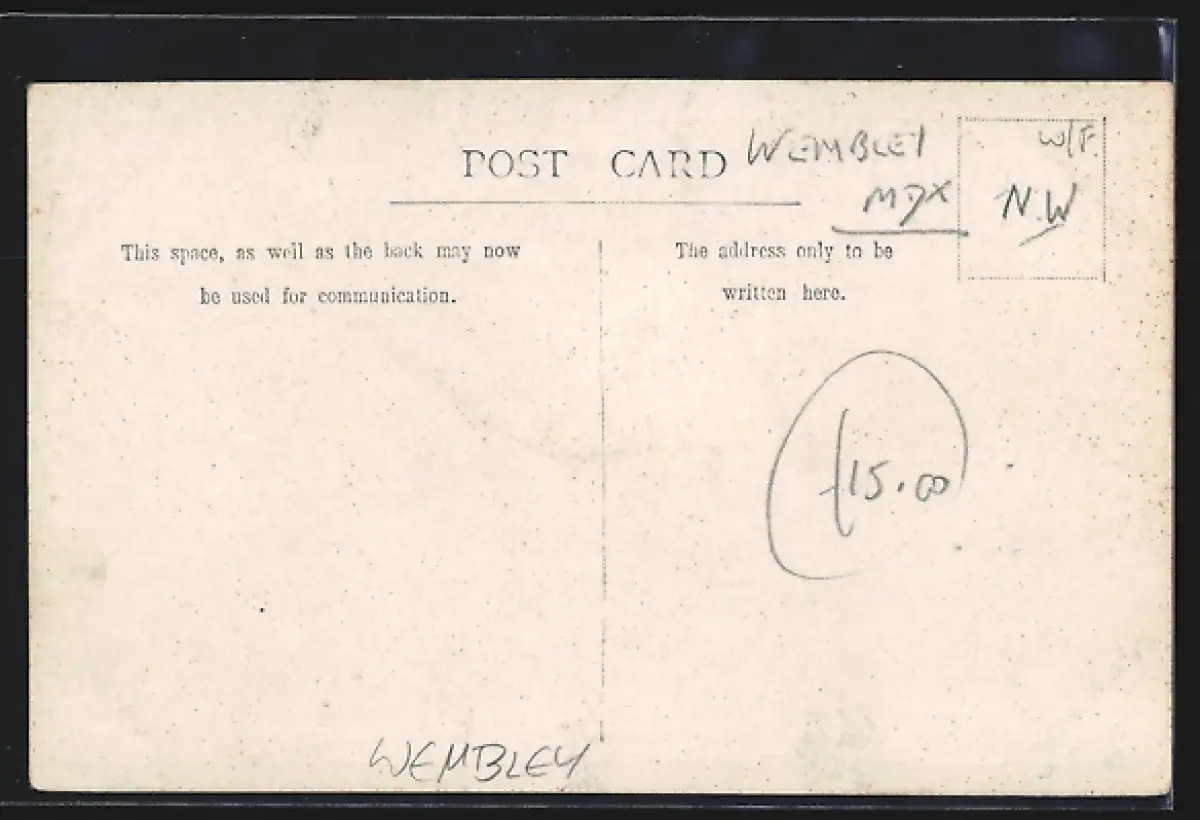 POST CARD
WEMBLEY
MDX
W/F.
N.W
This space, as well as the back may now
be used for communication.
The address only to be
written here.
£15.00
WEMBLEY